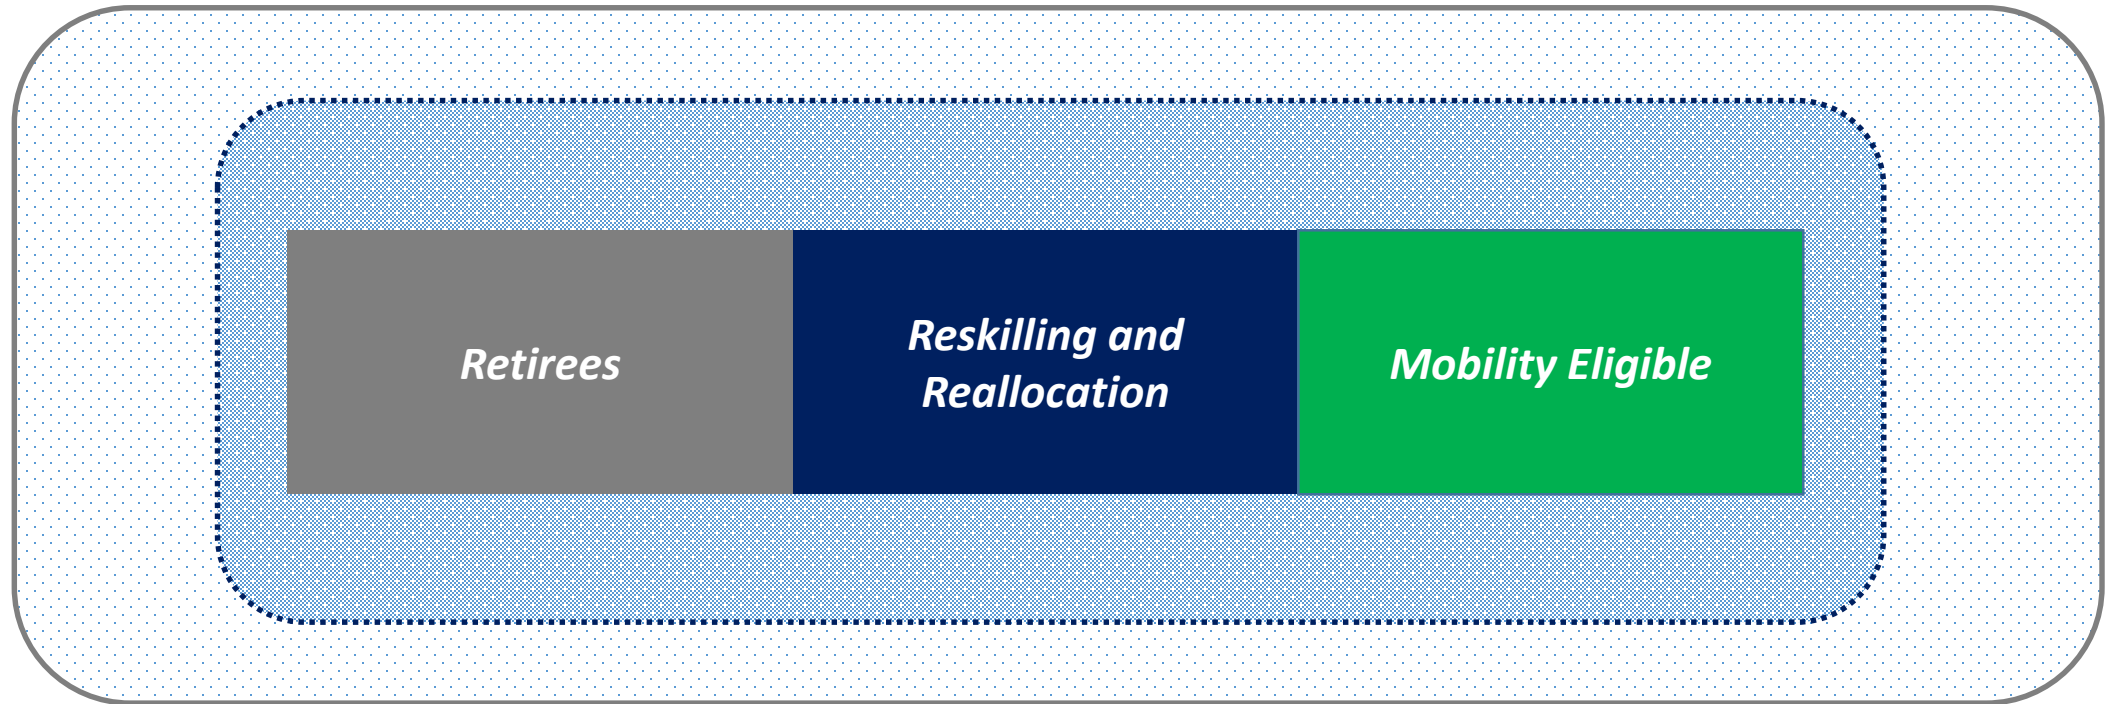 Retirees
Reskilling and
Reallocation
Mobility Eligible